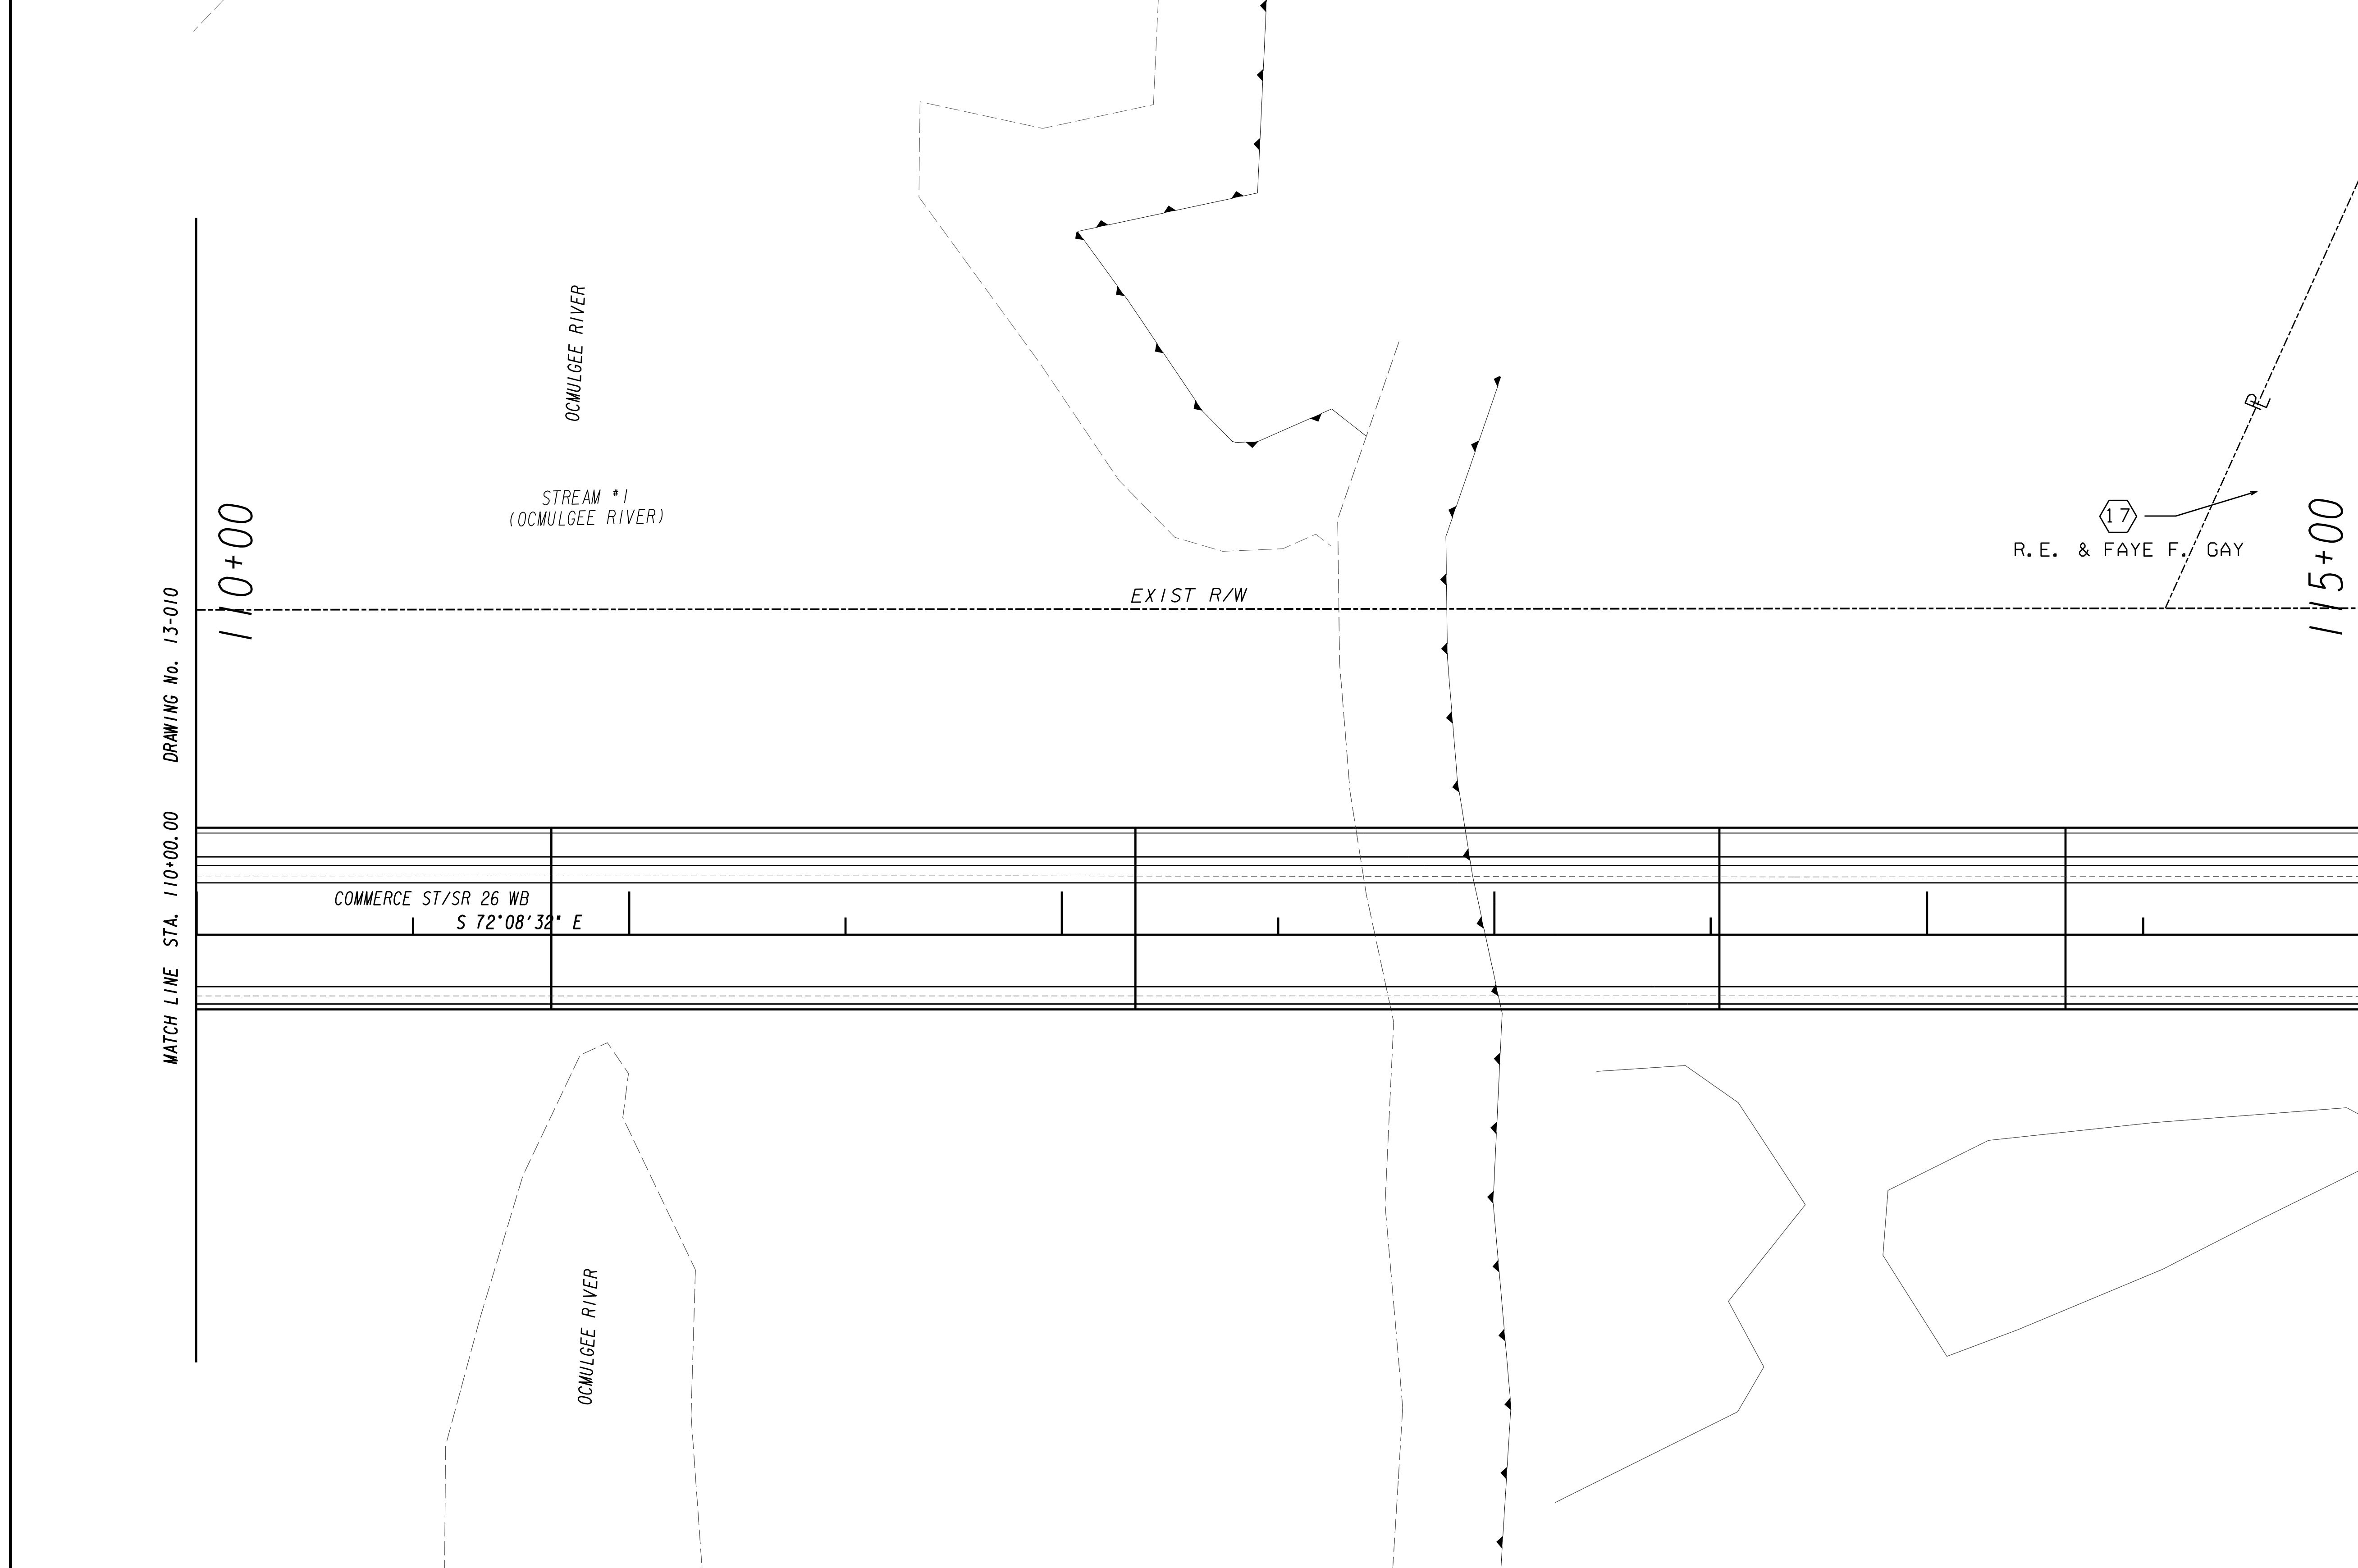 OCMULGEE RIVER
STREAM #1
(OCMULGEE RIVER)
110+00
17
R.E. & FAYE F. GAY
PL
115+00
EXIST R/W
MATCH LINE STA. 110+00.00 DRAWING No. 13-010
COMMERCE ST/SR 26 WB
S 72°08'32" E
OCMULGEE RIVER